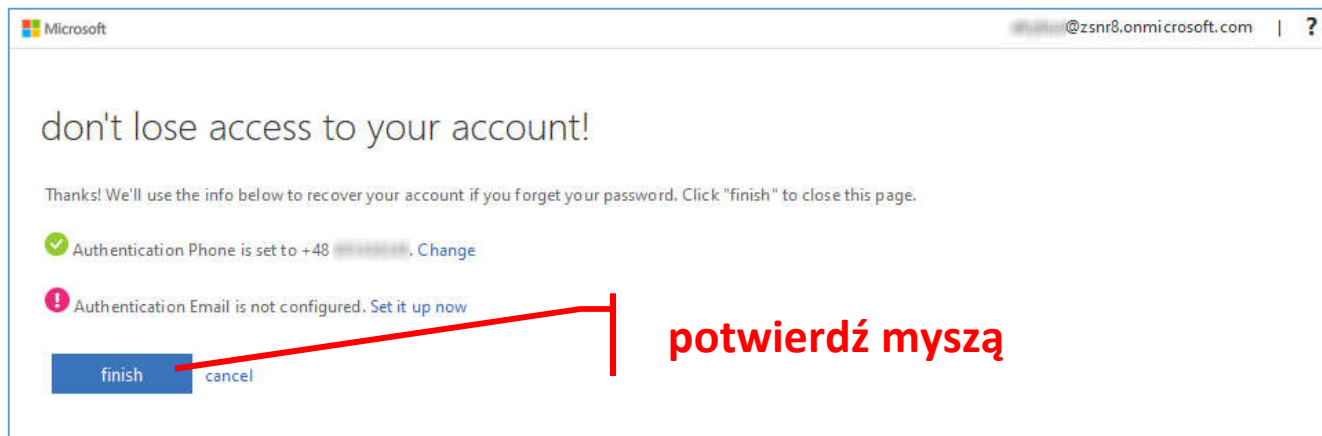 Microsoft
@zsnr8.onmicrosoft.com | ?
don't lose access to your account!
Thanks! We'll use the info below to recover your account if you forget your password. Click "finish" to close this page.
Authentication Phone is set to +48 . Change
Authentication Email is not configured. Set it up now
potwierdź myszą
finish cancel